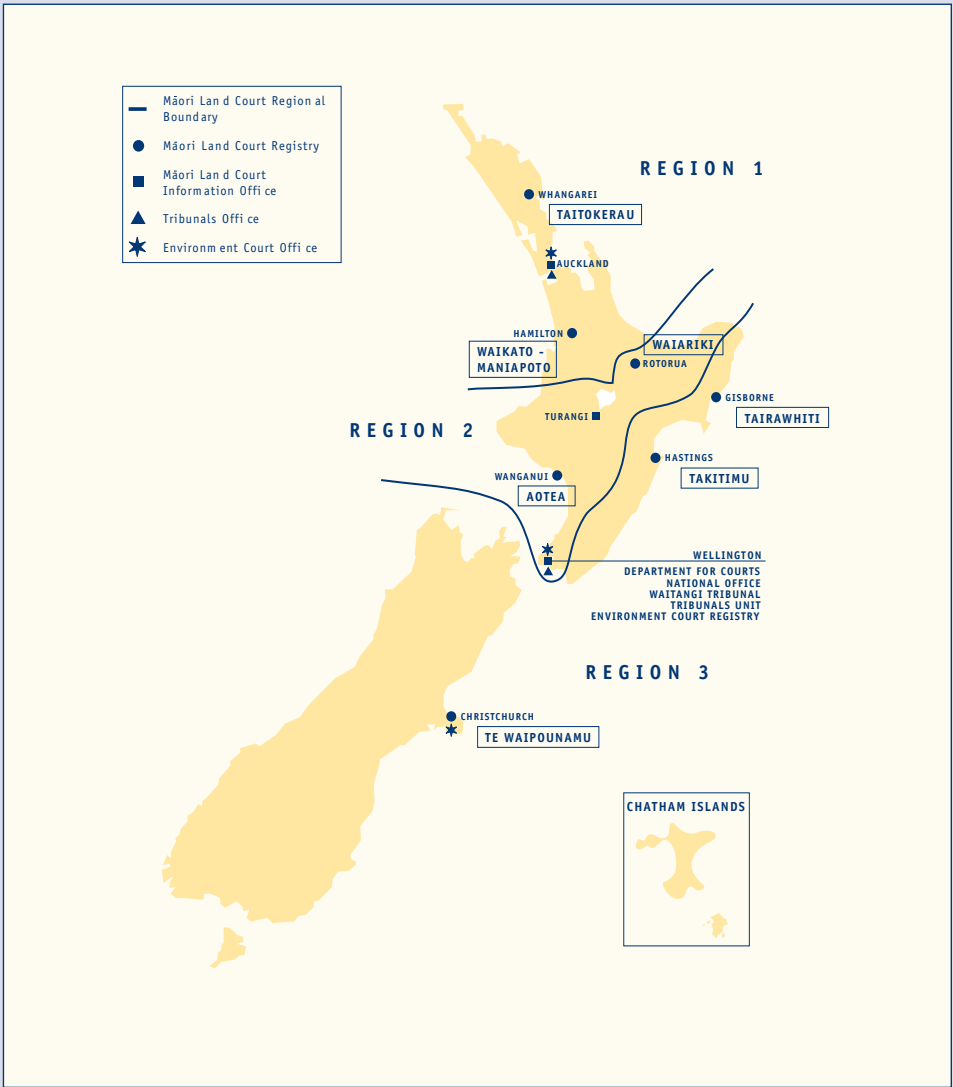 Māori Land Court Regional
Boundary
Māori Land Court Registry
Māori Land Court
Information Office
Tribunals Office
Environment Court Office
REGION 1
WHANGAREI
TAITOKERAU
AUCKLAND
HAMILTON
WAIKATO -
MANIAPOTO
WAIARIKI
ROTORUA
GISBORNE
TAIRAWHITI
TURANGI
REGION 2
HASTINGS
TAKITIMU
WANGANUI
AOTEA
WELLINGTON
DEPARTMENT FOR COURTS
NATIONAL OFFICE
WAITANGI TRIBUNAL
TRIBUNALS UNIT
ENVIRONMENT COURT REGISTRY
REGION 3
CHRISTCHURCH
TE WAIPOUNAMU
CHATHAM ISLANDS